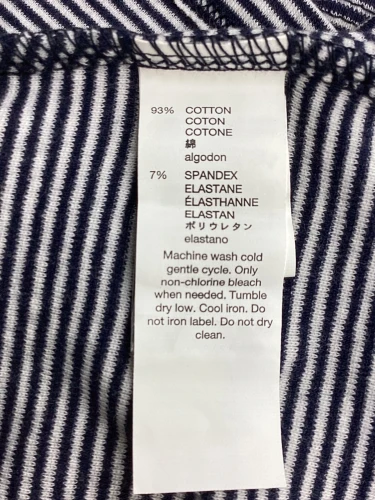 93% COTTON
COTON
COTONE
綿
algodon
7% SPANDEX
ELASTANE
ÉLASTHANNE
ELASTAN
ポリウレタン
elastano
Machine wash cold
gentle cycle. Only
non-chlorine bleach
when needed. Tumble
dry low. Cool iron. Do
not iron label. Do not dry
clean.